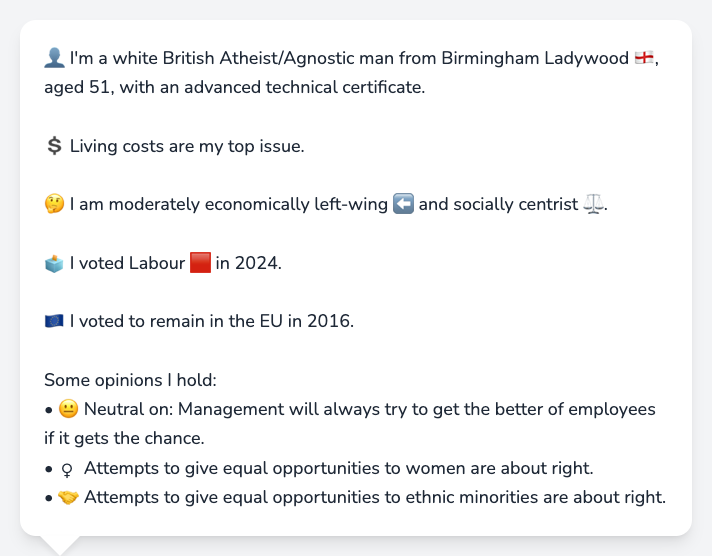 👤 I'm a white British Atheist/Agnostic man from Birmingham Ladywood 🏴󠁧󠁢󠁥󠁮󠁧󠁿,
aged 51, with an advanced technical certificate.
💲 Living costs are my top issue.
🤔 I am moderately economically left-wing ⬅️ and socially centrist ⚖️.
🗳️ I voted Labour 🟥 in 2024.
🇪🇺 I voted to remain in the EU in 2016.
Some opinions I hold:
• 😐 Neutral on: Management will always try to get the better of employees
if it gets the chance.
• ♀ Attempts to give equal opportunities to women are about right.
• 🤝 Attempts to give equal opportunities to ethnic minorities are about right.